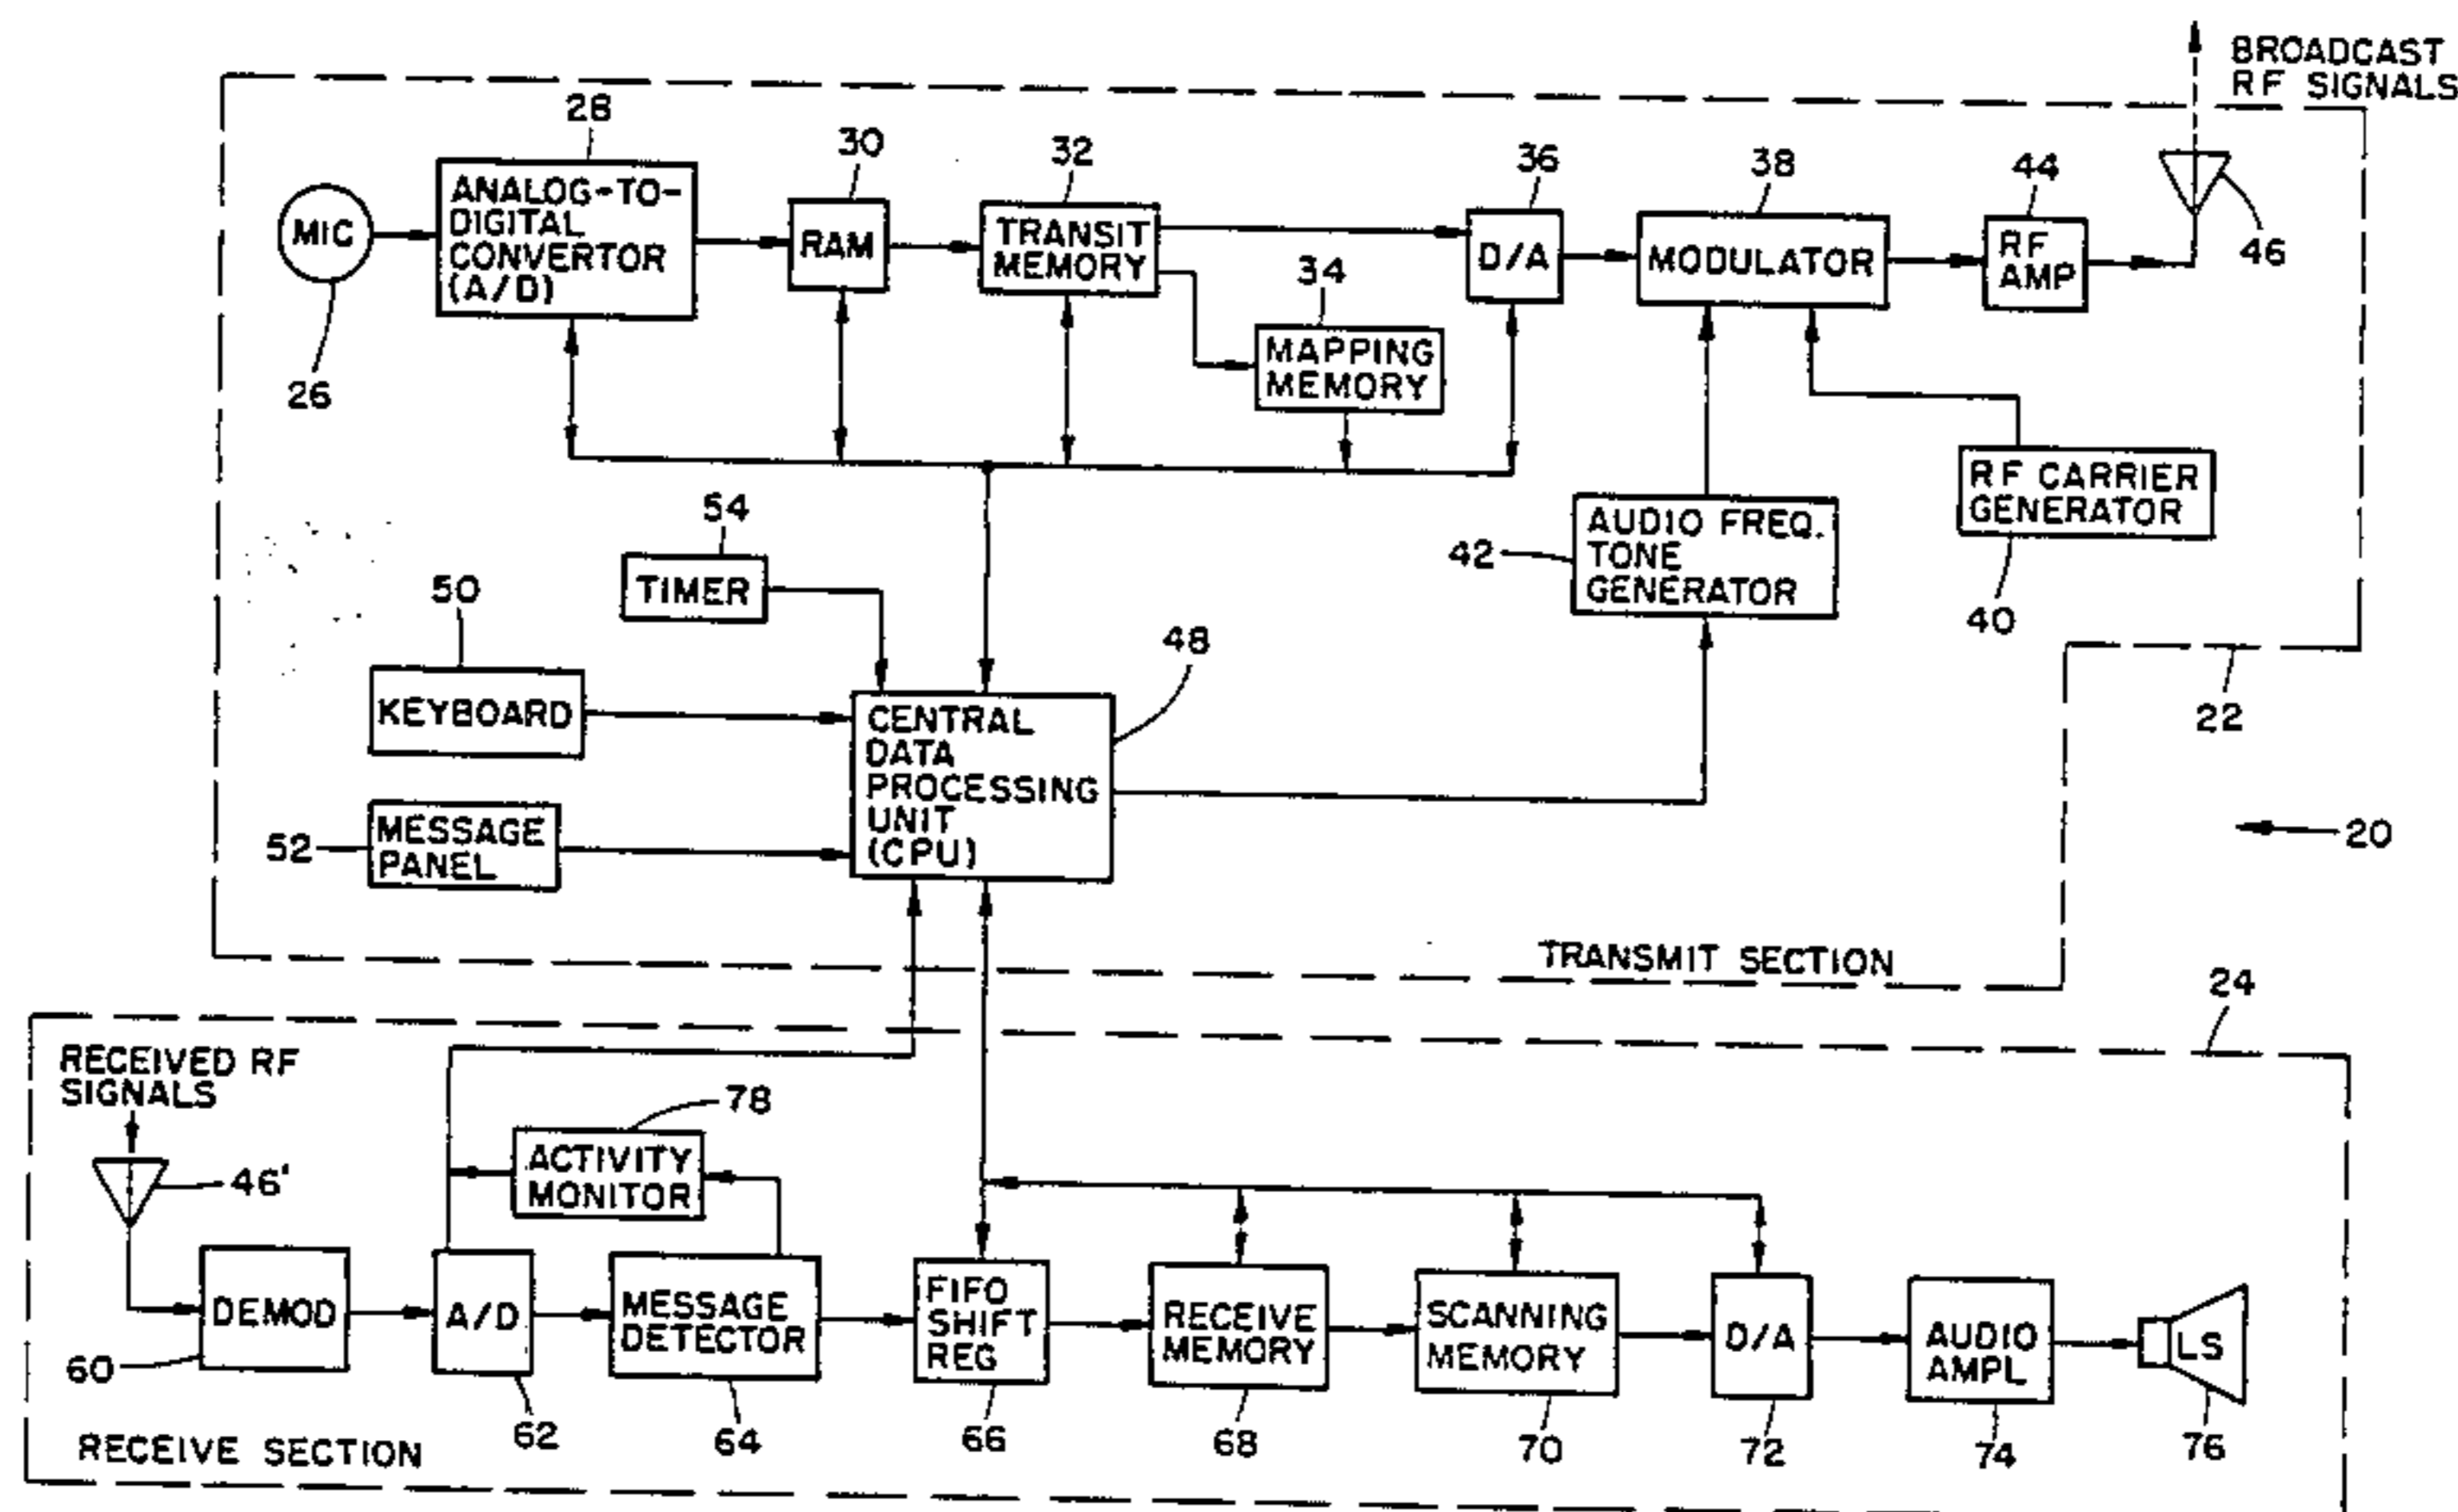 BROADCAST
RF SIGNALS
28
30
32
36
38
44
46
MIC
26
ANALOG-TO-
DIGITAL
CONVERTOR
(A/D)
RAM
TRANSIT
MEMORY
34
MAPPING
MEMORY
D/A
MODULATOR
RF
AMP
RF CARRIER
GENERATOR
40
42
AUDIO FREQ.
TONE
GENERATOR
54
TIMER
50
KEYBOARD
52
MESSAGE
PANEL
48
CENTRAL
DATA
PROCESSING
UNIT
(CPU)
22
20
TRANSMIT SECTION
24
RECEIVED RF
SIGNALS
46'
78
ACTIVITY
MONITOR
DEMOD
60
A/D
62
MESSAGE
DETECTOR
64
FIFO
SHIFT
REG
66
RECEIVE
MEMORY
68
SCANNING
MEMORY
70
D/A
72
AUDIO
AMPL
74
LS
76
RECEIVE SECTION